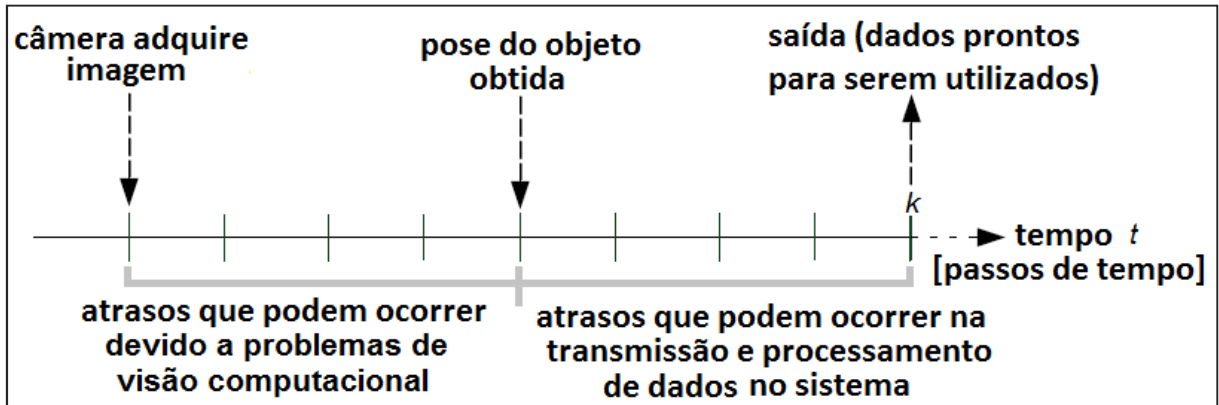 câmera adquire
imagem
pose do objeto
obtida
saída (dados prontos
para serem utilizados)
k
tempo t
[passos de tempo]
atrasos que podem ocorrer
devido a problemas de
visão computacional
atrasos que podem ocorrer na
transmissão e processamento
de dados no sistema